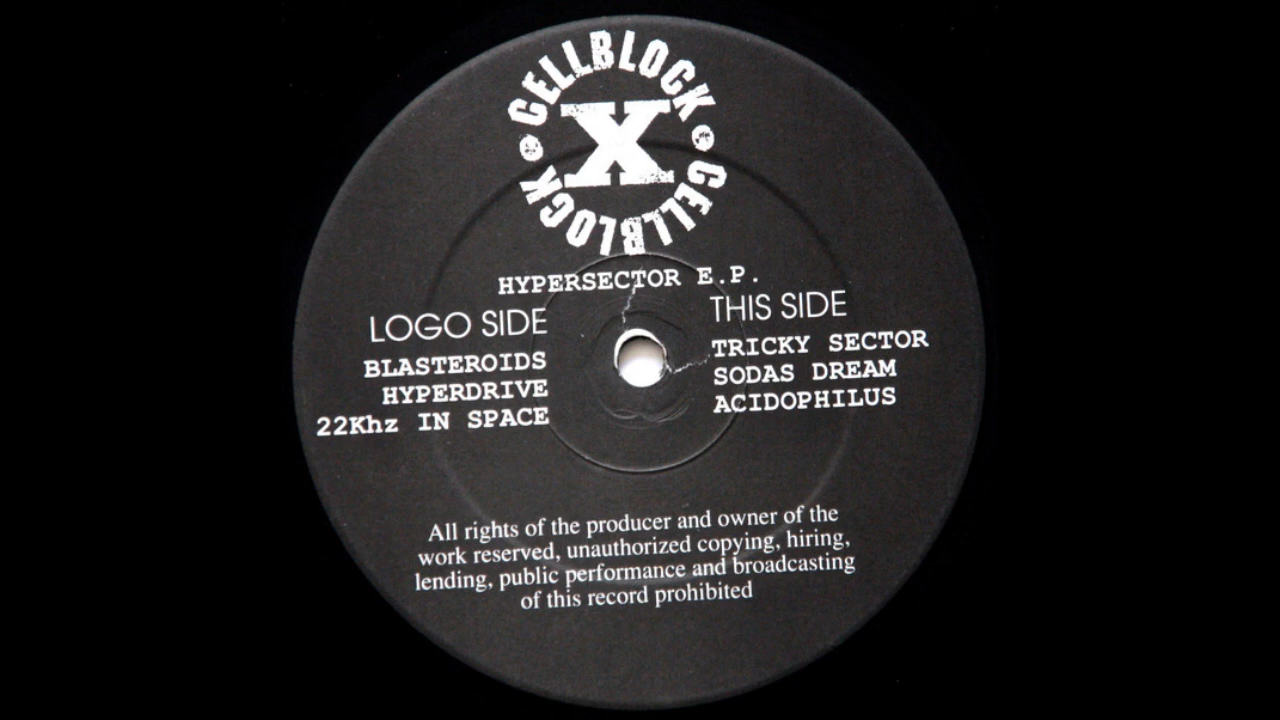 CELLBLOCK
X
CELLBLOCK
HYPERSECTOR E.P.
LOGO SIDE
BLASTEROIDS
HYPERDRIVE
22Khz IN SPACE
THIS SIDE
TRICKY SECTOR
SODAS DREAM
ACIDOPHILUS
All rights of the producer and owner of the
work reserved, unauthorized copying, hiring,
lending, public performance and broadcasting
of this record prohibited